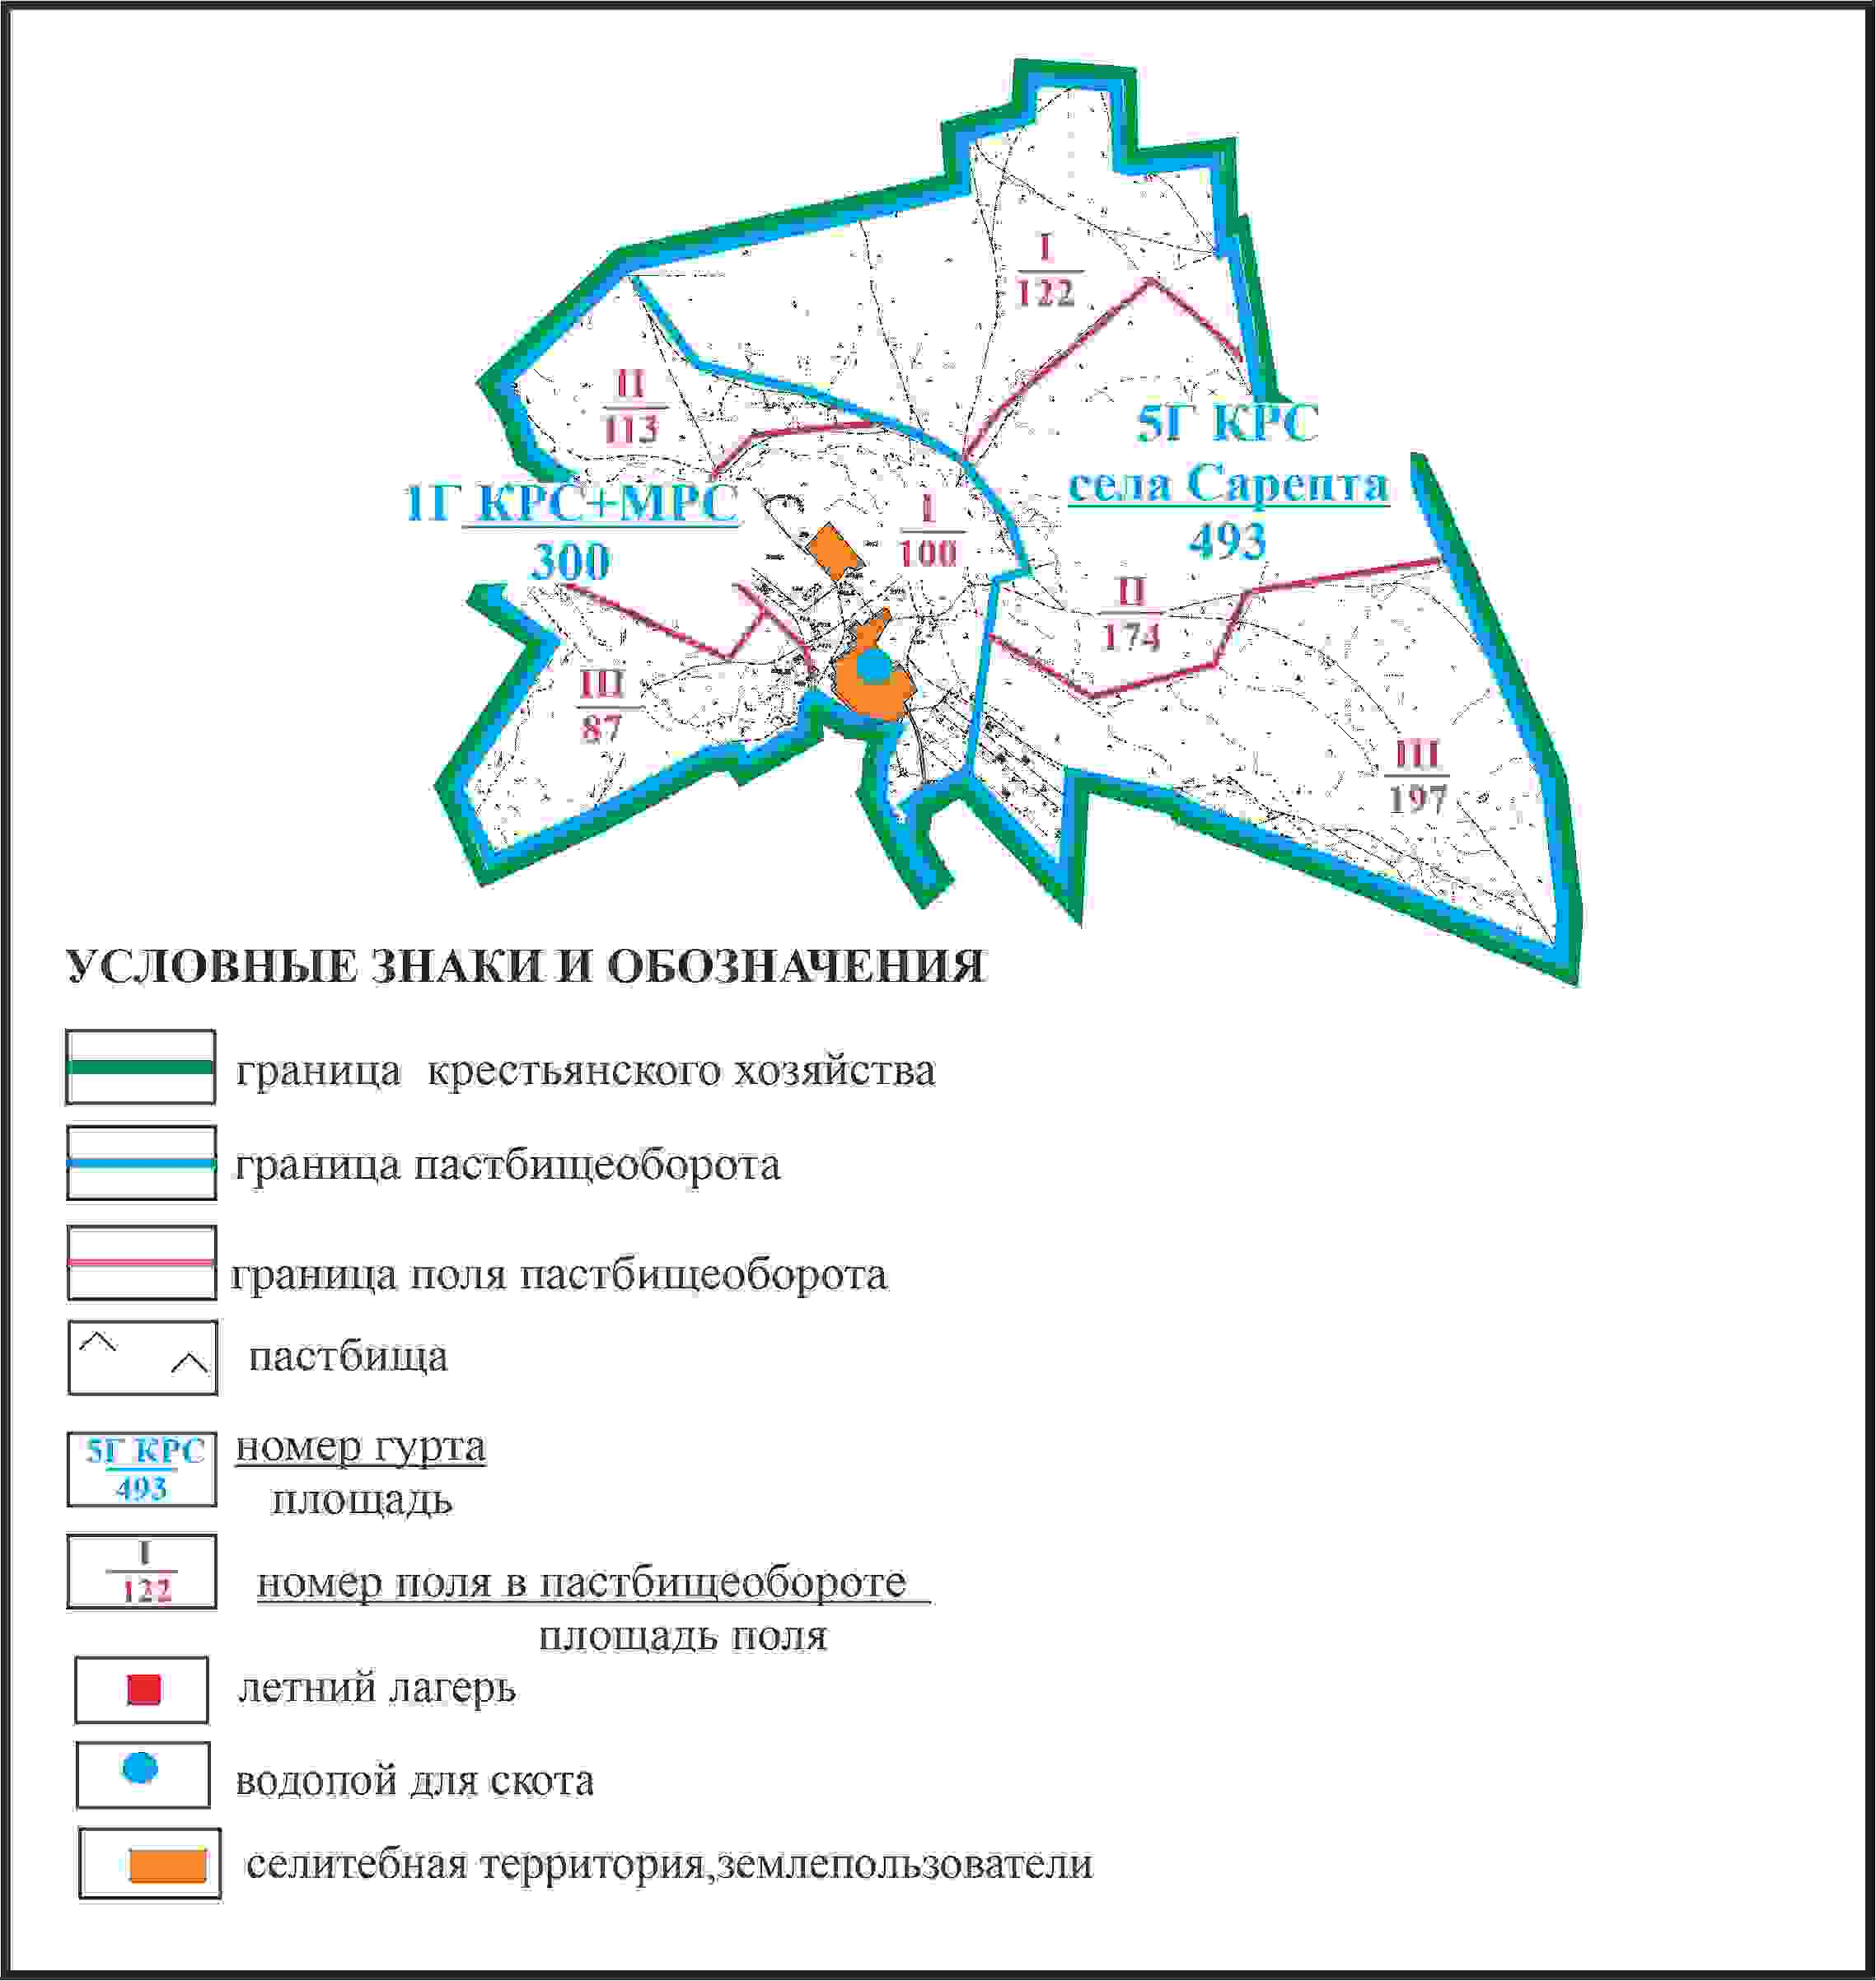 I
122
II
113
5Г КРС
села Сарепта
493
1Г КРС+МРС
300
I
100
II
174
III
87
III
197
УСЛОВНЫЕ ЗНАКИ И ОБОЗНАЧЕНИЯ
граница крестьянского хозяйства
граница пастбищеоборота
граница поля пастбищеоборота
пастбища
5Г КРС
493
номер гурта
площадь
I
122
номер поля в пастбищеобороте
площадь поля
летний лагерь
водопой для скота
селитебная территория,землепользователи